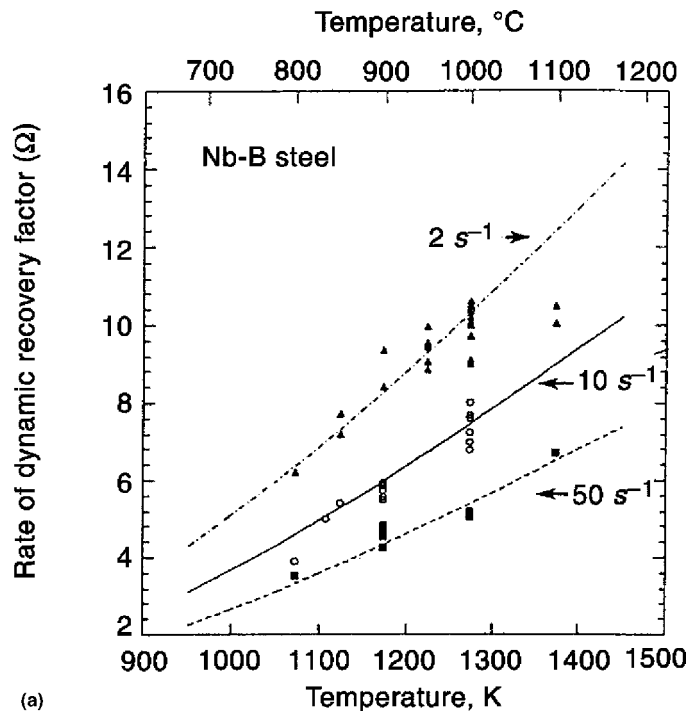 Temperature, °C
700 800 900 1000 1100 1200
16
14
12
10
8
6
4
2
Rate of dynamic recovery factor (Ω)
Nb-B steel
2 s⁻¹
10 s⁻¹
50 s⁻¹
900 1000 1100 1200 1300 1400 1500
Temperature, K
(a)